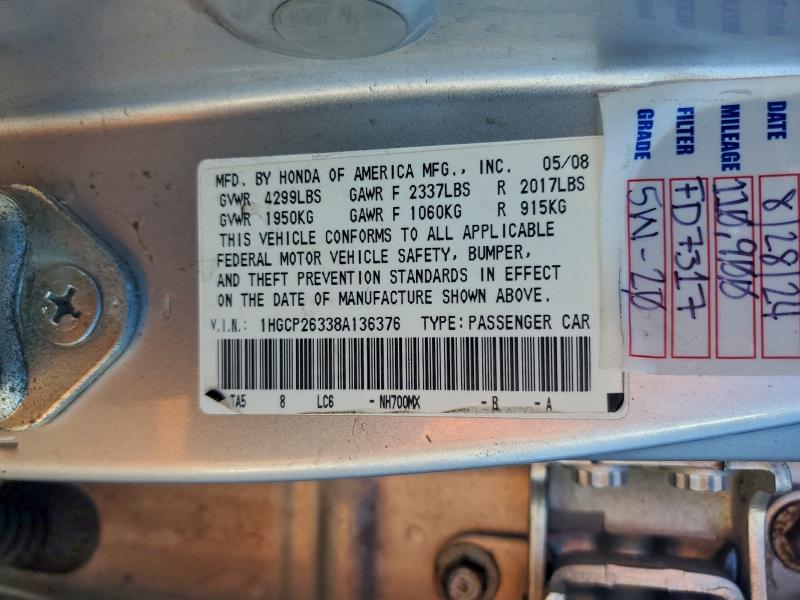 MFD. BY HONDA OF AMERICA MFG., INC. 05/08
GVWR 4299LBS GAWR F 2337LBS R 2017LBS
GVWR 1950KG GAWR F 1060KG R 915KG
THIS VEHICLE CONFORMS TO ALL APPLICABLE
FEDERAL MOTOR VEHICLE SAFETY, BUMPER,
AND THEFT PREVENTION STANDARDS IN EFFECT
ON THE DATE OF MANUFACTURE SHOWN ABOVE.
V.I.N.: 1HGCP26338A136376 TYPE: PASSENGER CAR
TA5 8 LC6 - NH700MX - B - A
DATE 8/28/24
MILEAGE
FILTER FD7317
GRADE 5W-20